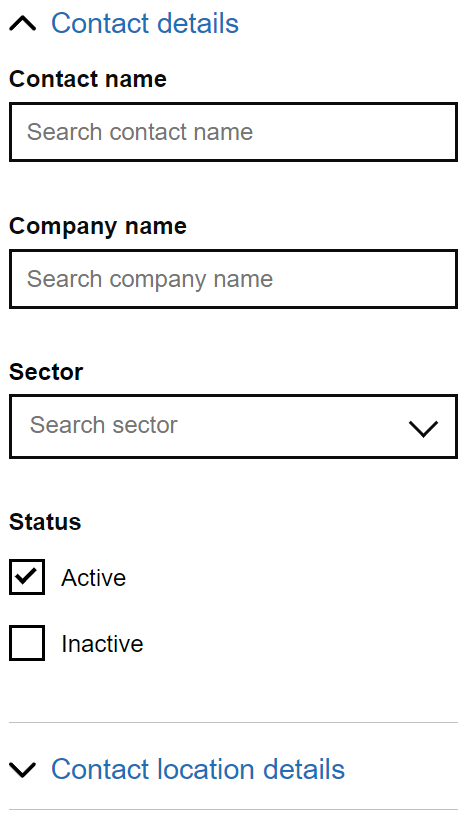 Contact details
Contact name
Search contact name
Company name
Search company name
Sector
Search sector
Status
Active
Inactive
Contact location details